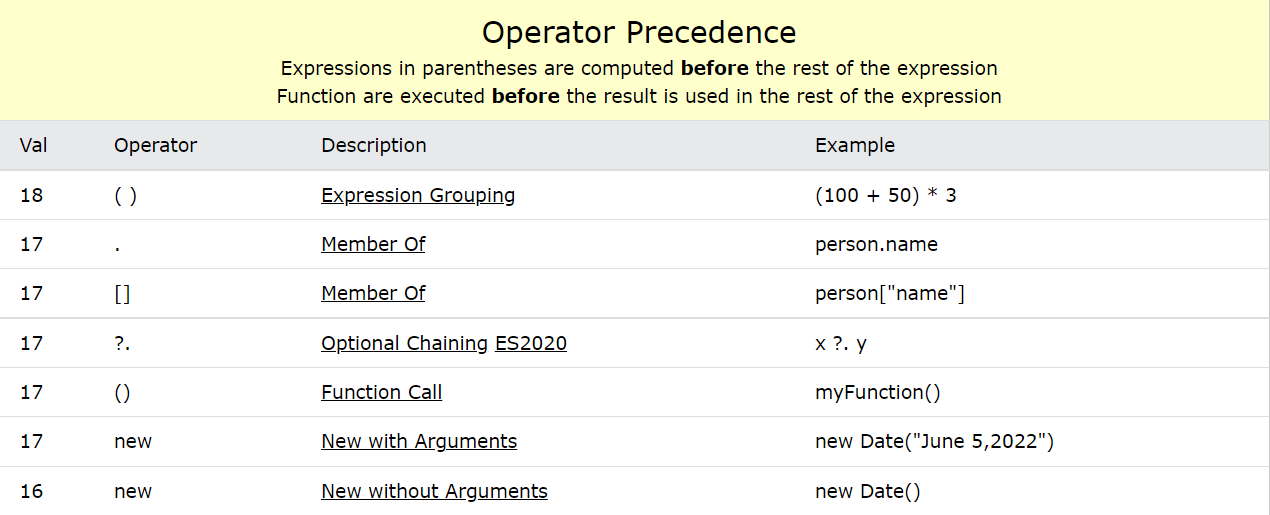 Operator Precedence
Expressions in parentheses are computed before the rest of the expression
Function are executed before the result is used in the rest of the expression
Val Operator Description Example
18 ( ) Expression Grouping (100 + 50) * 3
17 . Member Of person.name
17 [] Member Of person["name"]
17 ?. Optional Chaining ES2020 x ?. y
17 () Function Call myFunction()
17 new New with Arguments new Date("June 5,2022")
16 new New without Arguments new Date()